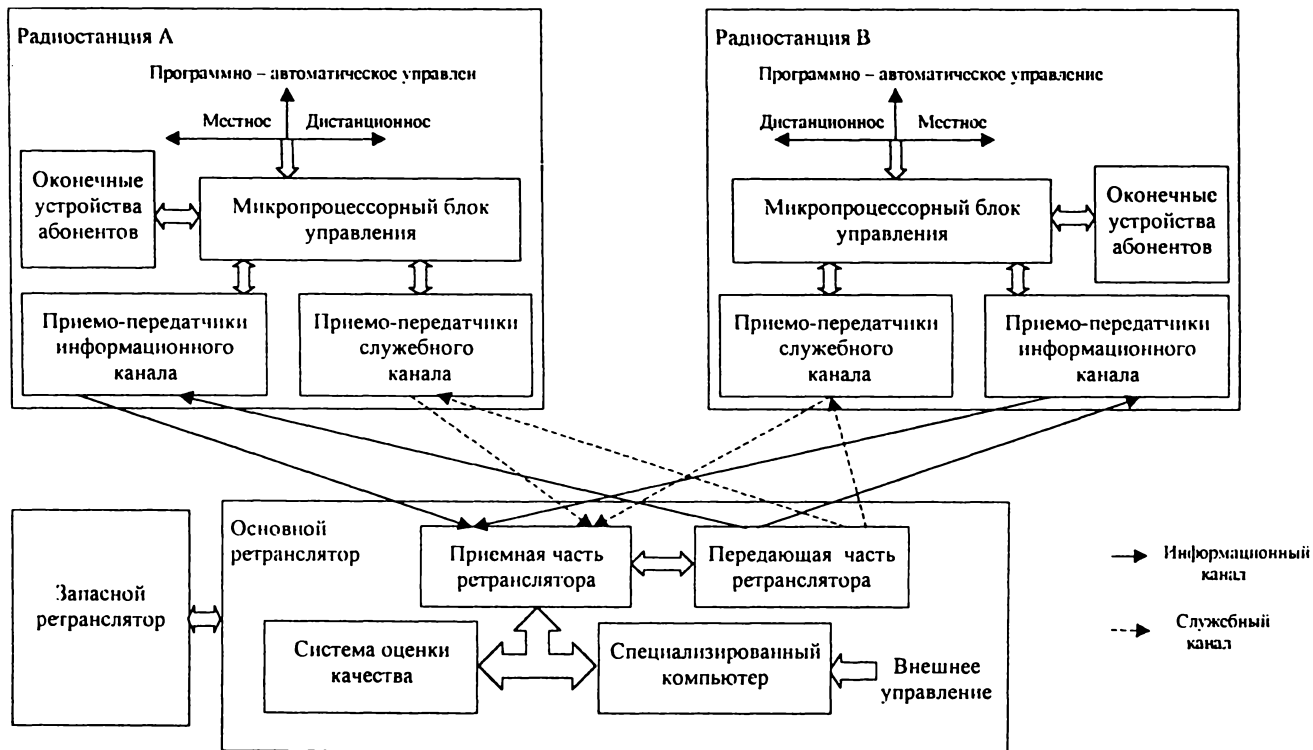 Радиостанция А
Программно – автоматическое управлен
Местное
Дистанционное
Оконечные
устройства
абонентов
Микропроцессорный блок
управления
Приемо-передатчики
информационного
канала
Приемо-передатчики
служебного
канала
Радиостанция В
Программно – автоматическое управление
Дистанционное
Местное
Микропроцессорный блок
управления
Оконечные
устройства
абонентов
Приемо-передатчики
служебного
канала
Приемо-передатчики
информационного
канала
Запасной
ретранслятор
Основной
ретранслятор
Приемная часть
ретранслятора
Передающая часть
ретранслятора
Система оценки
качества
Специализированный
компьютер
Внешнее
управление
Информационный
канал
Служебный
канал